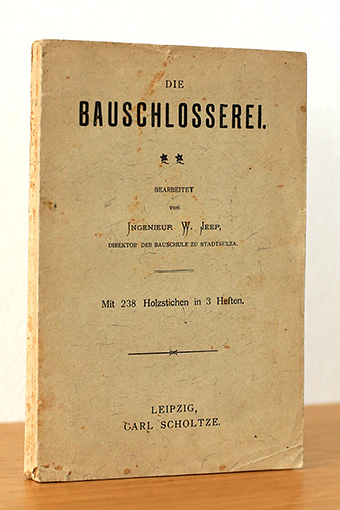 DIE
BAUSCHLOSSEREI.
BEARBEITET
von
INGENIEUR W. JEEP,
DIREKTOR DER BAUSCHULE ZU STADTSULZA.
Mit 238 Holzstichen in 3 Heften.
LEIPZIG,
CARL SCHOLTZE.